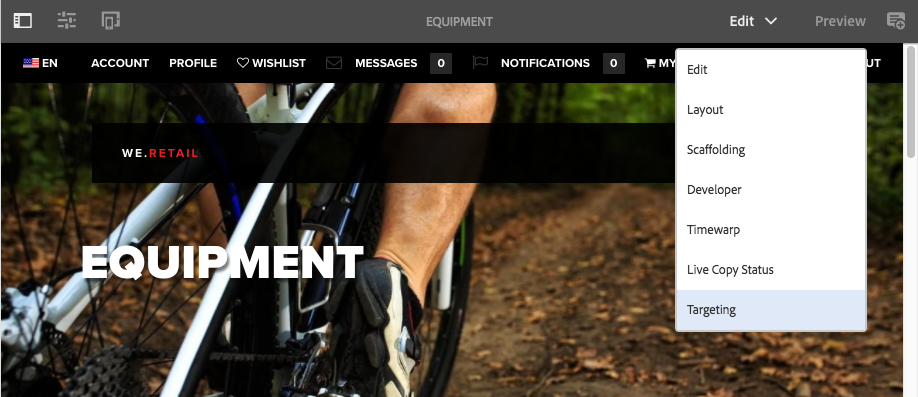 EQUIPMENT Edit Preview
EN ACCOUNT PROFILE WISHLIST MESSAGES 0 NOTIFICATIONS 0 MY UT
Edit
Layout
WE.RETAIL
Scaffolding
Developer
Timewarp
EQUIPMENT
Live Copy Status
Targeting